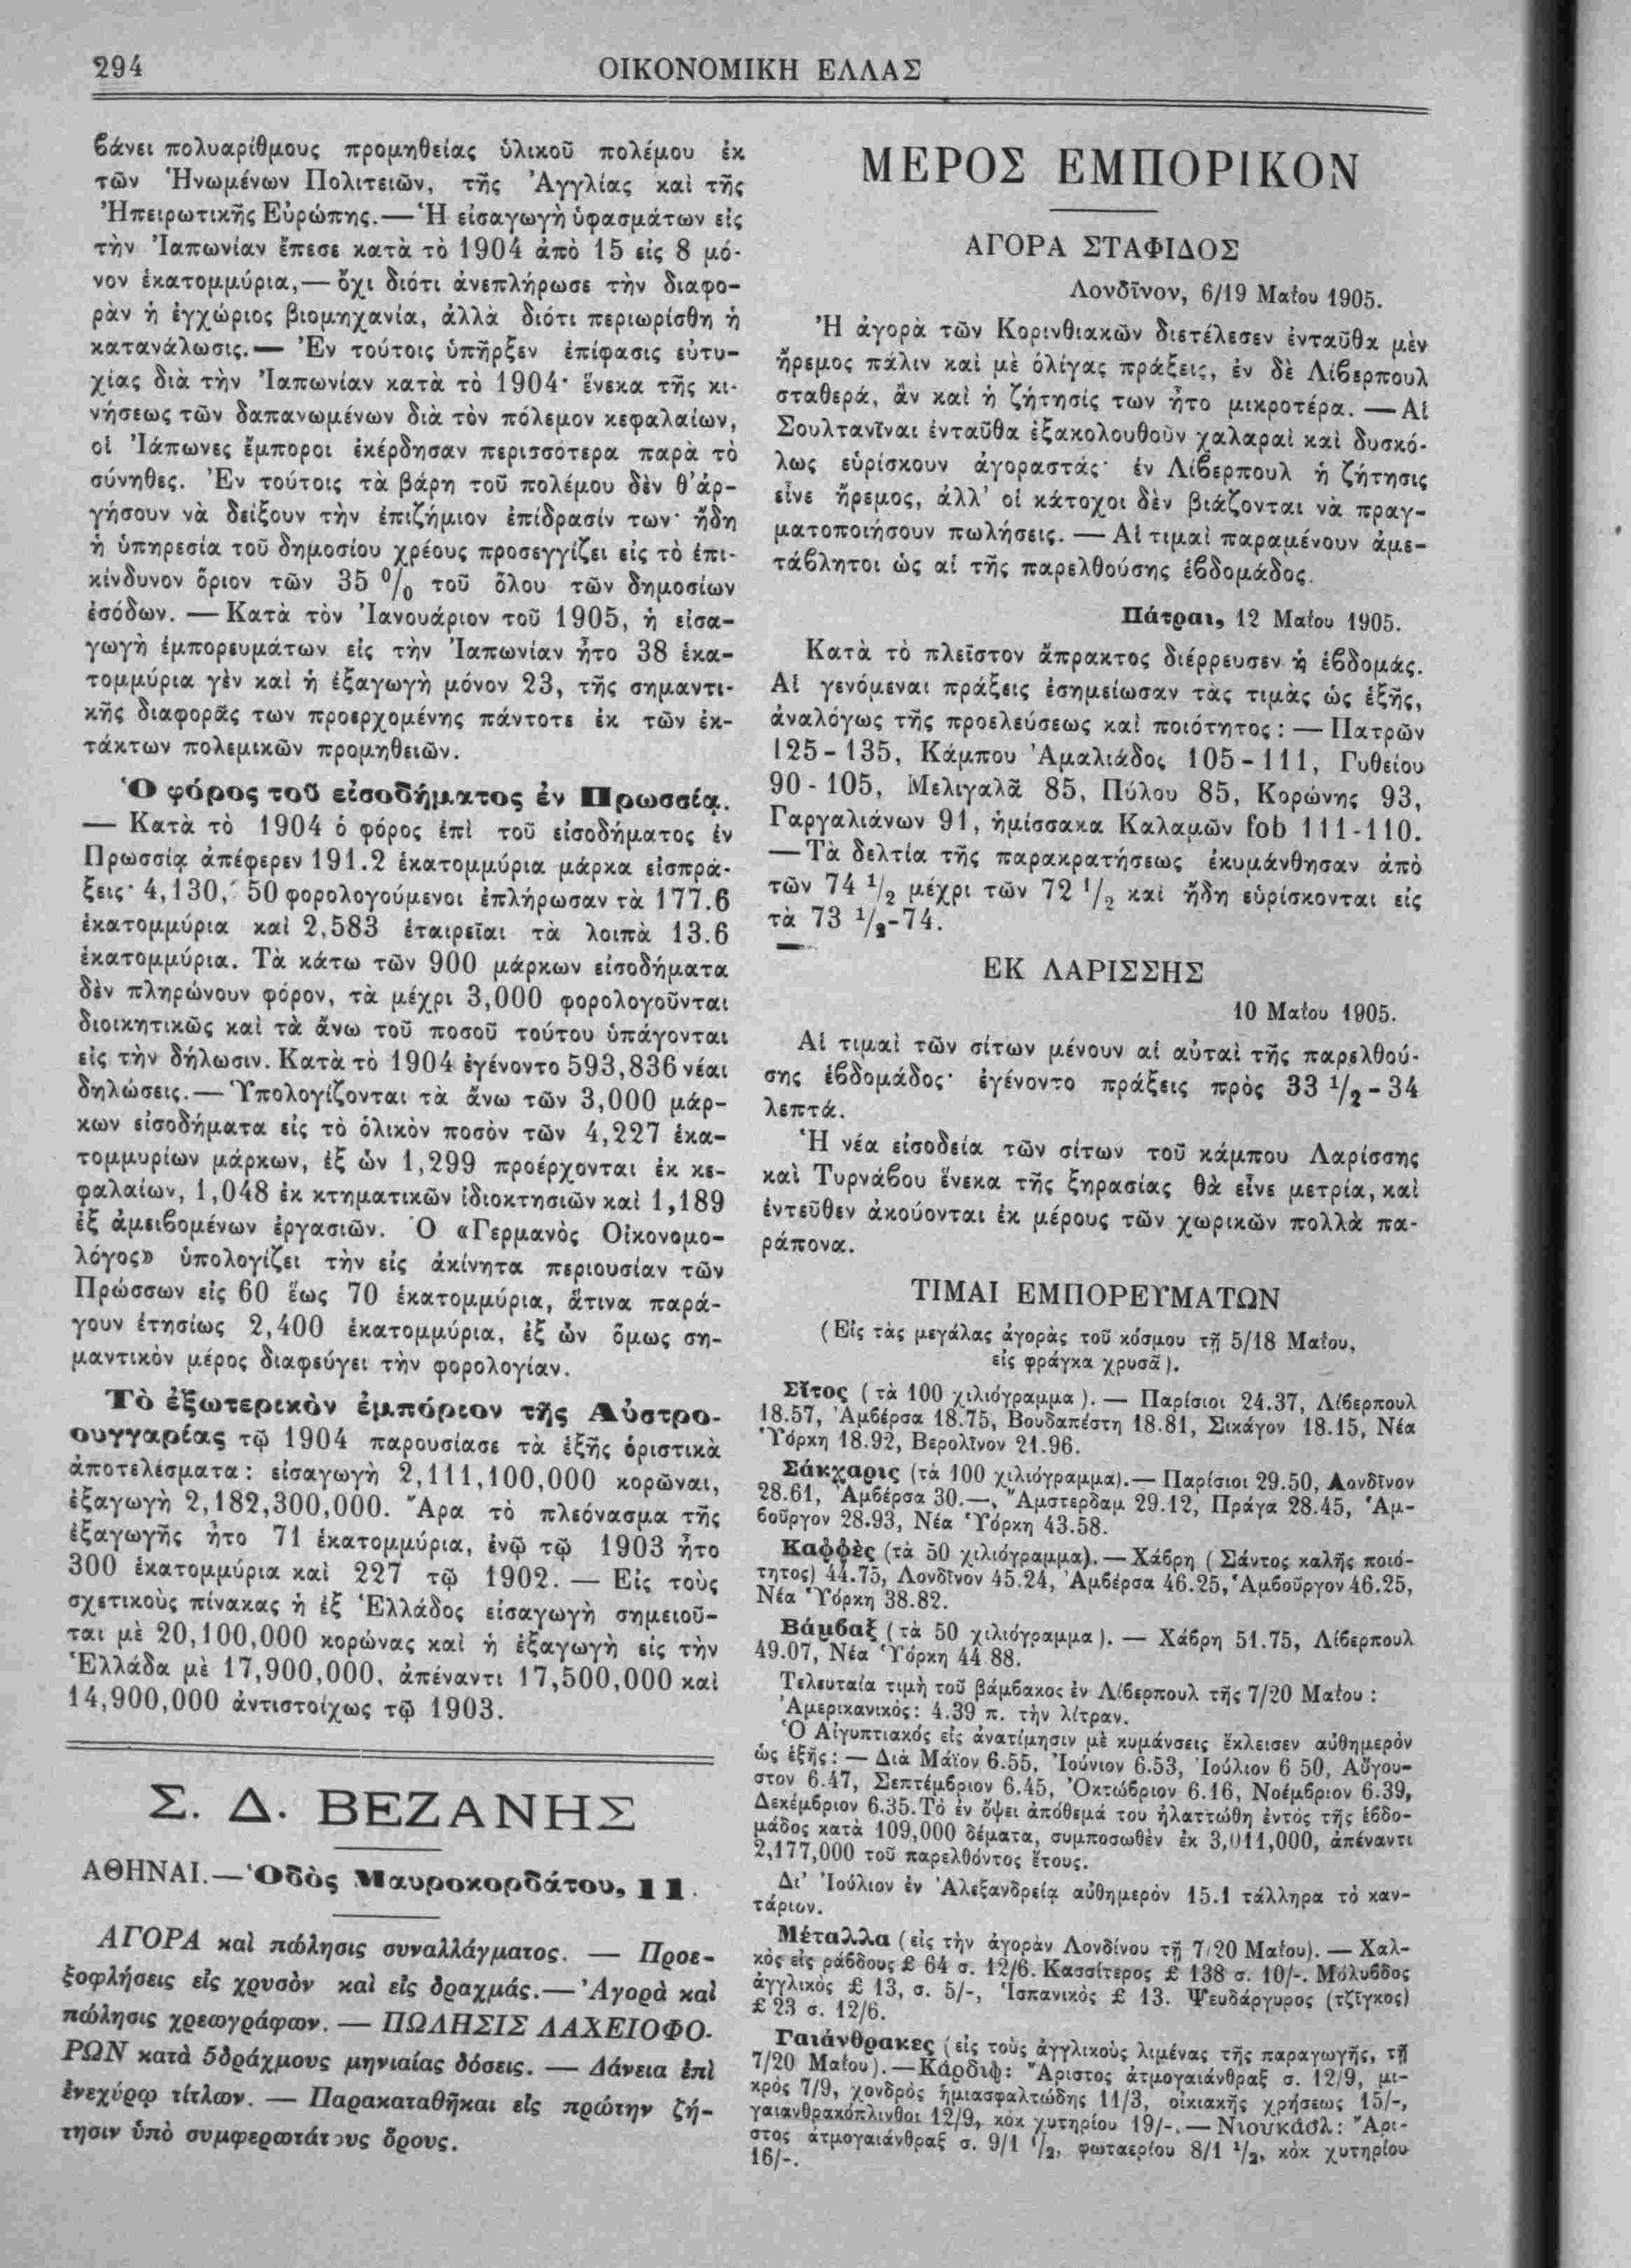 294
ΟΙΚΟΝΟΜΙΚΗ ΕΛΛΑΣ
βάνει πολυαρίθμους προμηθείας ὑλικοῦ πολέμου ἐκ
τῶν Ἡνωμένων Πολιτειῶν, τῆς Ἀγγλίας καὶ τῆς
Ἠπειρωτικῆς Εὐρώπης.—Ἡ εἰσαγωγὴ ὑφασμάτων εἰς
τὴν Ἰαπωνίαν ἔπεσε κατὰ τὸ 1904 ἀπὸ 15 εἰς 8 μό-
νον ἑκατομμύρια,— ὄχι διότι ἀνεπλήρωσε τὴν διαφο-
ρὰν ἡ ἐγχώριος βιομηχανία, ἀλλὰ διότι περιωρίσθη ἡ
κατανάλωσις.— Ἐν τούτοις ὑπῆρξεν ἐπίφασις εὐτυ-
χίας διὰ τὴν Ἰαπωνίαν κατὰ τὸ 1904· ἕνεκα τῆς κι-
νήσεως τῶν δαπανωμένων διὰ τὸν πόλεμον κεφαλαίων,
οἱ Ἰάπωνες ἔμποροι ἐκέρδησαν περισσότερα παρὰ τὸ
σύνηθες. Ἐν τούτοις τὰ βάρη τοῦ πολέμου δὲν θ'ἀρ-
γήσουν νὰ δείξουν τὴν ἐπιζήμιον ἐπίδρασίν των· ἤδη
ἡ ὑπηρεσία τοῦ δημοσίου χρέους προσεγγίζει εἰς τὸ ἐπι-
κίνδυνον ὅριον τῶν 35 % τοῦ ὅλου τῶν δημοσίων
ἐσόδων. — Κατὰ τὸν Ἰανουάριον τοῦ 1905, ἡ εἰσα-
γωγὴ ἐμπορευμάτων εἰς τὴν Ἰαπωνίαν ἦτο 38 ἑκα-
τομμύρια γὲν καὶ ἡ ἐξαγωγὴ μόνον 23, τῆς σημαντι-
κῆς διαφορᾶς των προερχομένης πάντοτε ἐκ τῶν ἐκ-
τάκτων πολεμικῶν προμηθειῶν.
Ὁ φόρος τοῦ εἰσοδήματος ἐν Πρωσσίᾳ.
— Κατὰ τὸ 1904 ὁ φόρος ἐπὶ τοῦ εἰσοδήματος ἐν
Πρωσσίᾳ ἀπέφερεν 191.2 ἑκατομμύρια μάρκα εἰσπρά-
ξεις· 50 φορολογούμενοι ἐπλήρωσαν τὰ 177.6
ἑκατομμύρια καὶ 2,583 ἑταιρεῖαι τὰ λοιπὰ 13.6
ἑκατομμύρια. Τὰ κάτω τῶν 900 μάρκων εἰσοδήματα
δὲν πληρώνουν φόρον, τὰ μέχρι 3,000 φορολογοῦνται
διοικητικῶς καὶ τὰ ἄνω τοῦ ποσοῦ τούτου ὑπάγονται
εἰς τὴν δήλωσιν. Κατὰ τὸ 1904 ἐγένοντο 593,836 νέαι
δηλώσεις.— Ὑπολογίζονται τὰ ἄνω τῶν 3,000 μάρ-
κων εἰσοδήματα εἰς τὸ ὁλικὸν ποσὸν τῶν 4,227 ἑκα-
τομμυρίων μάρκων, ἐξ ὧν 1,299 προέρχονται ἐκ κε-
φαλαίων, 1,048 ἐκ κτηματικῶν ἰδιοκτησιῶν καὶ 1,189
ἐξ ἀμειβομένων ἐργασιῶν. Ὁ «Γερμανὸς Οἰκονομο-
λόγος» ὑπολογίζει τὴν εἰς ἀκίνητα περιουσίαν τῶν
Πρώσσων εἰς 60 ἕως 70 ἑκατομμύρια, ἅτινα παρά-
γουν ἐτησίως 2,400 ἑκατομμύρια, ἐξ ὧν ὅμως ση-
μαντικὸν μέρος διαφεύγει τὴν φορολογίαν.
Τὸ ἐξωτερικὸν ἐμπόριον τῆς Αὐστρο-
ουγγαρίας τῷ 1904 παρουσίασε τὰ ἑξῆς ὁριστικὰ
ἀποτελέσματα: εἰσαγωγὴ 2,111,100,000 κορῶναι,
ἐξαγωγὴ 2,182,300,000. Ἄρα τὸ πλεόνασμα τῆς
ἐξαγωγῆς ἦτο 71 ἑκατομμύρια, ἐνῷ τῷ 1903 ἦτο
300 ἑκατομμύρια καὶ 227 τῷ 1902. — Εἰς τοὺς
σχετικοὺς πίνακας ἡ ἐξ Ἑλλάδος εἰσαγωγὴ σημειοῦ-
ται μὲ 20,100,000 κορώνας καὶ ἡ ἐξαγωγὴ εἰς τὴν
Ἑλλάδα μὲ 17,900,000, ἀπέναντι 17,500,000 καὶ
14,900,000 ἀντιστοίχως τῷ 1903.
Σ. Δ. ΒΕΖΑΝΗΣ
ΑΘΗΝΑΙ.—Ὁδὸς Μαυροκορδάτου, 11.
ΑΓΟΡΑ καὶ πώλησις συναλλάγματος. — Προε-
ξοφλήσεις εἰς χρυσὸν καὶ εἰς δραχμάς.— Ἀγορὰ καὶ
πώλησις χρεωγράφων. — ΠΩΛΗΣΙΣ ΛΑΧΕΙΟΦΟ-
ΡΩΝ κατὰ 5δράχμους μηνιαίας δόσεις. — Δάνεια ἐπὶ
ἐνεχύρῳ τίτλων. — Παρακαταθῆκαι εἰς πρώτην ζή-
τησιν ὑπὸ συμφερωτάτους ὅρους.
ΜΕΡΟΣ ΕΜΠΟΡΙΚΟΝ
ΑΓΟΡΑ ΣΤΑΦΙΔΟΣ
Λονδῖνον, 6/19 Μαΐου 1905.
Ἡ ἀγορὰ τῶν Κορινθιακῶν διετέλεσεν ἐνταῦθα μὲν
ἤρεμος πάλιν καὶ μὲ ὀλίγας πράξεις, ἐν δὲ Λίβερπουλ
σταθερά, ἂν καὶ ἡ ζήτησίς των ἦτο μικροτέρα. — Αἱ
Σουλτανῖναι ἐνταῦθα ἐξακολουθοῦν χαλαραὶ καὶ δυσκό-
λως εὑρίσκουν ἀγοραστάς· ἐν Λίβερπουλ ἡ ζήτησις
εἶνε ἤρεμος, ἀλλ' οἱ κάτοχοι δὲν βιάζονται νὰ πραγ-
ματοποιήσουν πωλήσεις. — Αἱ τιμαὶ παραμένουν ἀμε-
τάβλητοι ὡς αἱ τῆς παρελθούσης ἑβδομάδος.
Πάτραι, 12 Μαΐου 1905.
Κατὰ τὸ πλεῖστον ἄπρακτος διέρρευσεν ἡ ἑβδομάς.
Αἱ γενόμεναι πράξεις ἐσημείωσαν τὰς τιμὰς ὡς ἑξῆς,
ἀναλόγως τῆς προελεύσεως καὶ ποιότητος: — Πατρῶν
125-135, Κάμπου Ἀμαλιάδος 105-111, Γυθείου
90-105, Μελιγαλᾶ 85, Πύλου 85, Κορώνης 93,
Γαργαλιάνων 91, ἡμίσσακα Καλαμῶν fob 111-110.
—Τὰ δελτία τῆς παρακρατήσεως ἐκυμάνθησαν ἀπὸ
τῶν 74 1/2 μέχρι τῶν 72 1/2 καὶ ἤδη εὑρίσκονται εἰς
τὰ 73 1/2-74.
ΕΚ ΛΑΡΙΣΣΗΣ
10 Μαΐου 1905.
Αἱ τιμαὶ τῶν σίτων μένουν αἱ αὐταὶ τῆς παρελθού-
σης ἑβδομάδος· ἐγένοντο πράξεις πρὸς 33 1/2-34
λεπτά.
Ἡ νέα εἰσοδεία τῶν σίτων τοῦ κάμπου Λαρίσσης
καὶ Τυρνάβου ἕνεκα τῆς ξηρασίας θὰ εἶνε μετρία, καὶ
ἐντεῦθεν ἀκούονται ἐκ μέρους τῶν χωρικῶν πολλὰ πα-
ράπονα.
ΤΙΜΑΙ ΕΜΠΟΡΕΥΜΑΤΩΝ
(Εἰς τὰς μεγάλας ἀγορὰς τοῦ κόσμου τῇ 5/18 Μαΐου,
εἰς φράγκα χρυσᾶ).
Σῖτος (τὰ 100 χιλιόγραμμα). — Παρίσιοι 24.37, Λίβερπουλ
18.57, Ἀμβέρσα 18.75, Βουδαπέστη 18.81, Σικάγον 18.15, Νέα
Ὑόρκη 18.92, Βερολῖνον 21.96.
Σάκχαρις (τὰ 100 χιλιόγραμμα).— Παρίσιοι 29.50, Λονδῖνον
28.61, Ἀμβέρσα 30.—, Ἄμστερδαμ 29.12, Πράγα 28.45, Ἁμ-
βοῦργον 28.93, Νέα Ὑόρκη 43.58.
Καφφὲς (τὰ 50 χιλιόγραμμα).—Χάβρη (Σάντος καλῆς ποιό-
τητος) 44.75, Λονδῖνον 45.24, Ἀμβέρσα 46.25, Ἁμβοῦργον 46.25,
Νέα Ὑόρκη 38.82.
Βάμβαξ (τὰ 50 χιλιόγραμμα). — Χάβρη 51.75, Λίβερπουλ
49.07, Νέα Ὑόρκη 44 88.
Τελευταία τιμὴ τοῦ βάμβακος ἐν Λίβερπουλ τῆς 7/20 Μαΐου:
Ἀμερικανικός: 4.39 π. τὴν λίτραν.
Ὁ Αἰγυπτιακὸς εἰς ἀνατίμησιν μὲ κυμάνσεις ἔκλεισεν αὐθημερὸν
ὡς ἑξῆς: — Διὰ Μάϊον 6.55, Ἰούνιον 6.53, Ἰούλιον 6 50, Αὔγου-
στον 6.47, Σεπτέμβριον 6.45, Ὀκτώβριον 6.16, Νοέμβριον 6.39,
Δεκέμβριον 6.35. Τὸ ἐν ὄψει ἀπόθεμά του ἠλαττώθη ἐντὸς τῆς ἑβδο-
μάδος κατὰ 109,000 δέματα, συμποσωθὲν ἐκ 3,011,000, ἀπέναντι
2,177,000 τοῦ παρελθόντος ἔτους.
Δι' Ἰούλιον ἐν Ἀλεξανδρείᾳ αὐθημερὸν 15.1 τάλληρα τὸ καν-
τάριον.
Μέταλλα (εἰς τὴν ἀγορὰν Λονδίνου τῇ 7/20 Μαΐου). — Χαλ-
κὸς εἰς ράβδους £ 64 σ. 12/6. Κασσίτερος £ 138 σ. 10/-. Μόλυβδος
ἀγγλικὸς £ 13, σ. 5/-, Ἱσπανικὸς £ 13. Ψευδάργυρος (τζῖγκος)
£ 23 σ. 12/6.
Γαιάνθρακες (εἰς τοὺς ἀγγλικοὺς λιμένας τῆς παραγωγῆς, τῇ
7/20 Μαΐου).—Κάρδιφ: Ἄριστος ἀτμογαιάνθραξ σ. 12/9, μι-
κρὸς 7/9, χονδρὸς ἡμιασφαλτώδης 11/3, οἰκιακῆς χρήσεως 15/-,
γαιανθρακόπλινθοι 12/9, κὸκ χυτηρίου 19/-.—Νιουκάσλ: Ἄρι-
στος ἀτμογαιάνθραξ σ. 9/1 1/2, φωταερίου 8/1 1/2, κὸκ χυτηρίου
16/-.